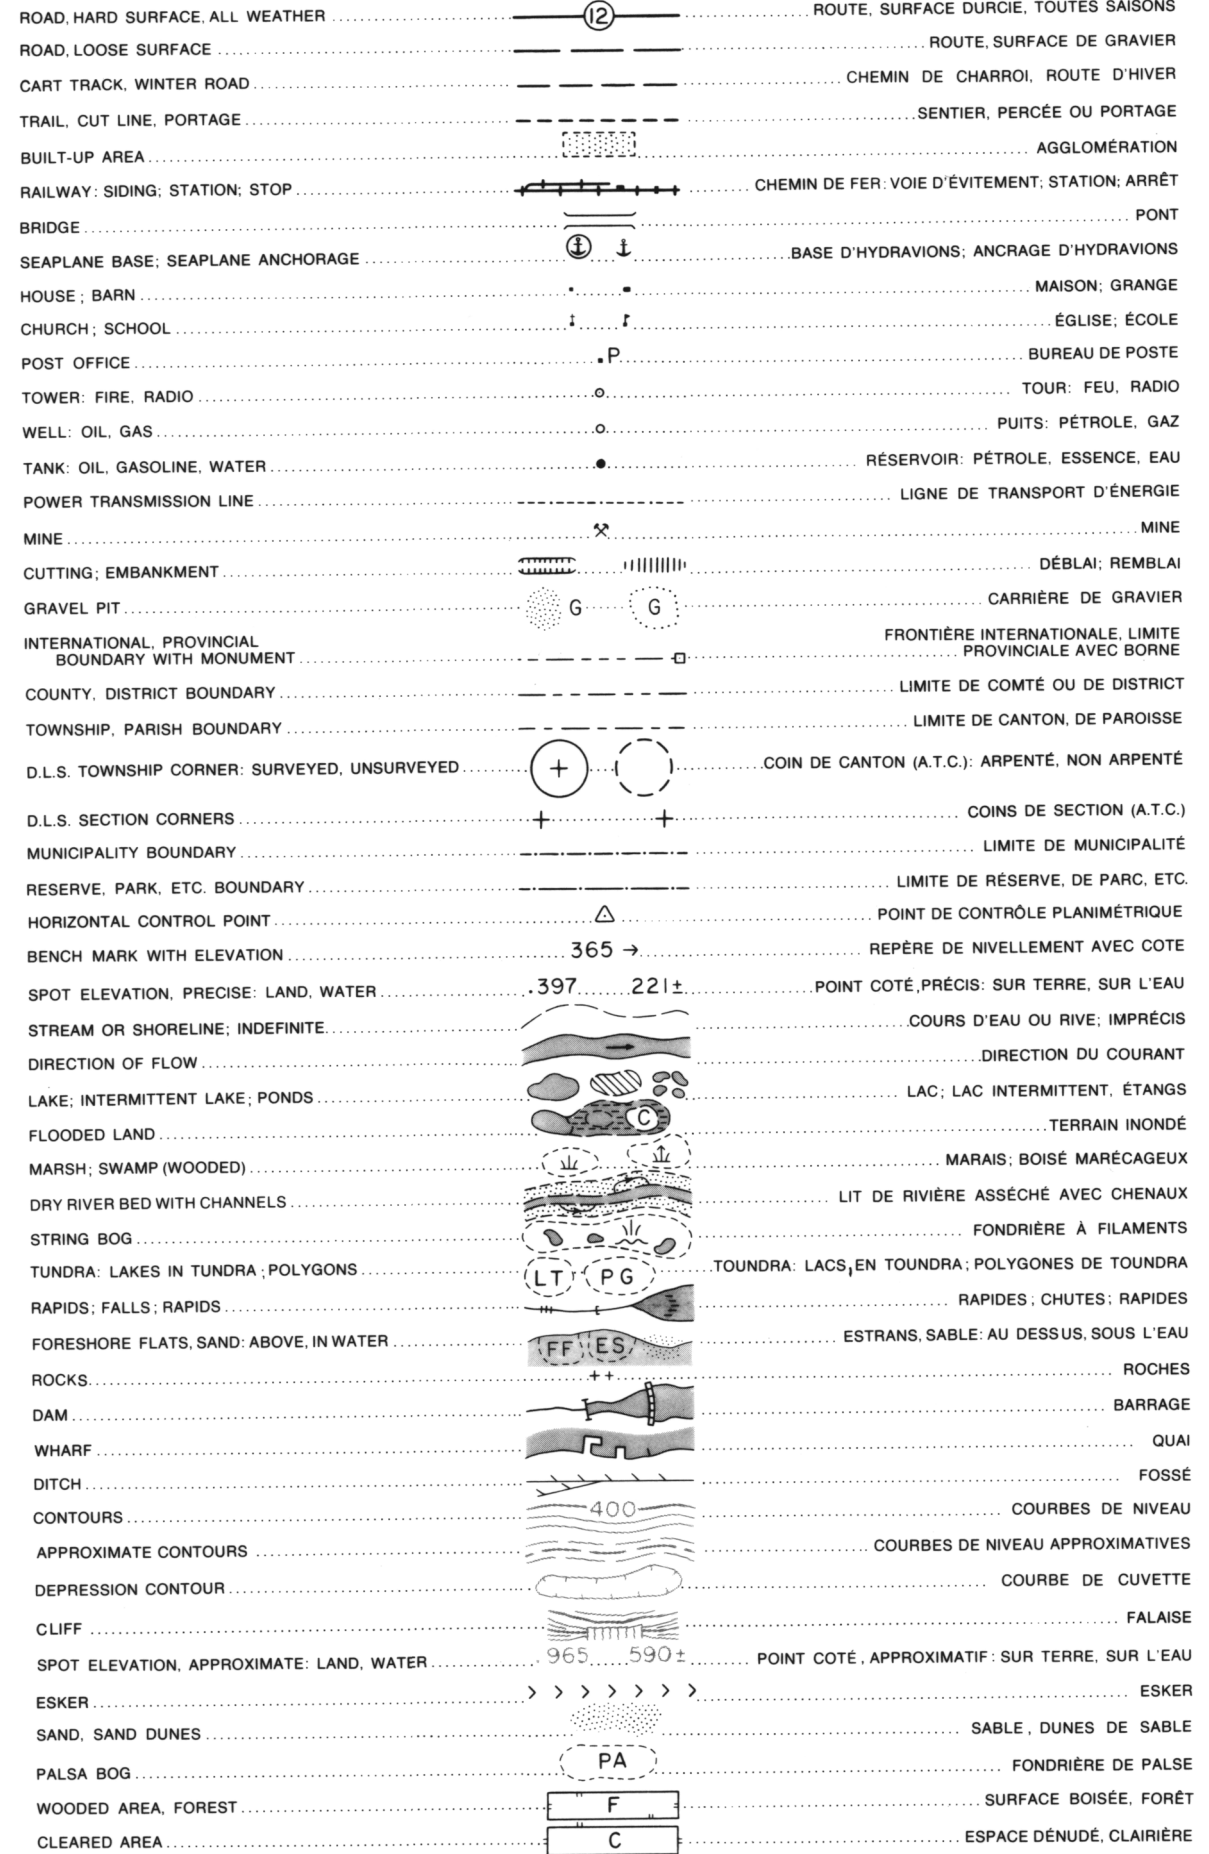 ROAD, HARD SURFACE, ALL WEATHER 12 ROUTE, SURFACE DURCIE, TOUTES SAISONS
ROAD, LOOSE SURFACE ROUTE, SURFACE DE GRAVIER
CART TRACK, WINTER ROAD CHEMIN DE CHARROI, ROUTE D'HIVER
TRAIL, CUT LINE, PORTAGE SENTIER, PERCÉE OU PORTAGE
BUILT-UP AREA AGGLOMÉRATION
RAILWAY: SIDING; STATION; STOP CHEMIN DE FER: VOIE D'ÉVITEMENT; STATION; ARRÊT
BRIDGE PONT
SEAPLANE BASE; SEAPLANE ANCHORAGE BASE D'HYDRAVIONS; ANCRAGE D'HYDRAVIONS
HOUSE; BARN MAISON; GRANGE
CHURCH; SCHOOL ÉGLISE; ÉCOLE
POST OFFICE P BUREAU DE POSTE
TOWER: FIRE, RADIO TOUR: FEU, RADIO
WELL: OIL, GAS PUITS: PÉTROLE, GAZ
TANK: OIL, GASOLINE, WATER RÉSERVOIR: PÉTROLE, ESSENCE, EAU
POWER TRANSMISSION LINE LIGNE DE TRANSPORT D'ÉNERGIE
MINE MINE
CUTTING; EMBANKMENT DÉBLAI; REMBLAI
GRAVEL PIT G G CARRIÈRE DE GRAVIER
INTERNATIONAL, PROVINCIAL FRONTIÈRE INTERNATIONALE, LIMITE
BOUNDARY WITH MONUMENT PROVINCIALE AVEC BORNE
COUNTY, DISTRICT BOUNDARY LIMITE DE COMTÉ OU DE DISTRICT
TOWNSHIP, PARISH BOUNDARY LIMITE DE CANTON, DE PAROISSE
D.L.S. TOWNSHIP CORNER: SURVEYED, UNSURVEYED COIN DE CANTON (A.T.C.): ARPENTÉ, NON ARPENTÉ
D.L.S. SECTION CORNERS COINS DE SECTION (A.T.C.)
MUNICIPALITY BOUNDARY LIMITE DE MUNICIPALITÉ
RESERVE, PARK, ETC. BOUNDARY LIMITE DE RÉSERVE, DE PARC, ETC.
HORIZONTAL CONTROL POINT POINT DE CONTRÔLE PLANIMÉTRIQUE
BENCH MARK WITH ELEVATION 365 → REPÈRE DE NIVELLEMENT AVEC COTE
SPOT ELEVATION, PRECISE: LAND, WATER .397 221± POINT COTÉ, PRÉCIS: SUR TERRE, SUR L'EAU
STREAM OR SHORELINE; INDEFINITE COURS D'EAU OU RIVE; IMPRÉCIS
DIRECTION OF FLOW DIRECTION DU COURANT
LAKE; INTERMITTENT LAKE; PONDS LAC; LAC INTERMITTENT, ÉTANGS
FLOODED LAND C TERRAIN INONDÉ
MARSH; SWAMP (WOODED) MARAIS; BOISÉ MARÉCAGEUX
DRY RIVER BED WITH CHANNELS LIT DE RIVIÈRE ASSÉCHÉ AVEC CHENAUX
STRING BOG FONDRIÈRE À FILAMENTS
TUNDRA: LAKES IN TUNDRA; POLYGONS LT PG TOUNDRA: LACS, EN TOUNDRA; POLYGONES DE TOUNDRA
RAPIDS; FALLS; RAPIDS RAPIDES; CHUTES; RAPIDES
FORESHORE FLATS, SAND: ABOVE, IN WATER FF ES ESTRANS, SABLE: AU DESSUS, SOUS L'EAU
ROCKS ++ ROCHES
DAM BARRAGE
WHARF QUAI
DITCH FOSSÉ
CONTOURS 400 COURBES DE NIVEAU
APPROXIMATE CONTOURS COURBES DE NIVEAU APPROXIMATIVES
DEPRESSION CONTOUR COURBE DE CUVETTE
CLIFF FALAISE
SPOT ELEVATION, APPROXIMATE: LAND, WATER .965 590± POINT COTÉ, APPROXIMATIF: SUR TERRE, SUR L'EAU
ESKER ESKER
SAND, SAND DUNES SABLE, DUNES DE SABLE
PALSA BOG PA FONDRIÈRE DE PALSE
WOODED AREA, FOREST F SURFACE BOISÉE, FORÊT
CLEARED AREA C ESPACE DÉNUDÉ, CLAIRIÈRE